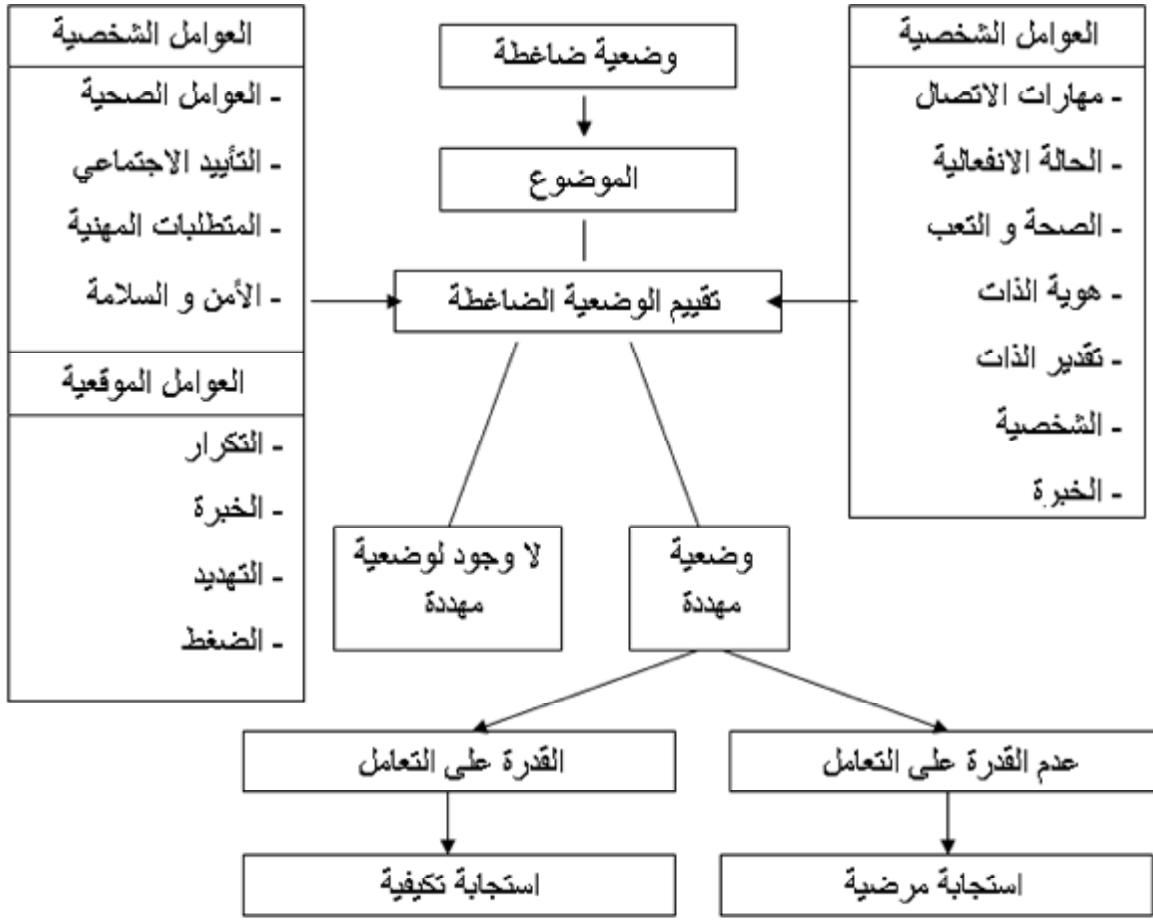 العوامل الشخصية
- مهارات الاتصال
- الحالة الانفعالية
- الصحة و التعب
- هوية الذات
- تقدير الذات
- الشخصية
- الخبرة
وضعية ضاغطة
الموضوع
تقييم الوضعية الضاغطة
العوامل الشخصية
- العوامل الصحية
- التأييد الاجتماعي
- المتطلبات المهنية
- الأمن و السلامة
العوامل الموقعية
- التكرار
- الخبرة
- التهديد
- الضغط
وضعية
مهددة
لا وجود لوضعية
مهددة
عدم القدرة على التعامل
القدرة على التعامل
استجابة مرضية
استجابة تكيفية